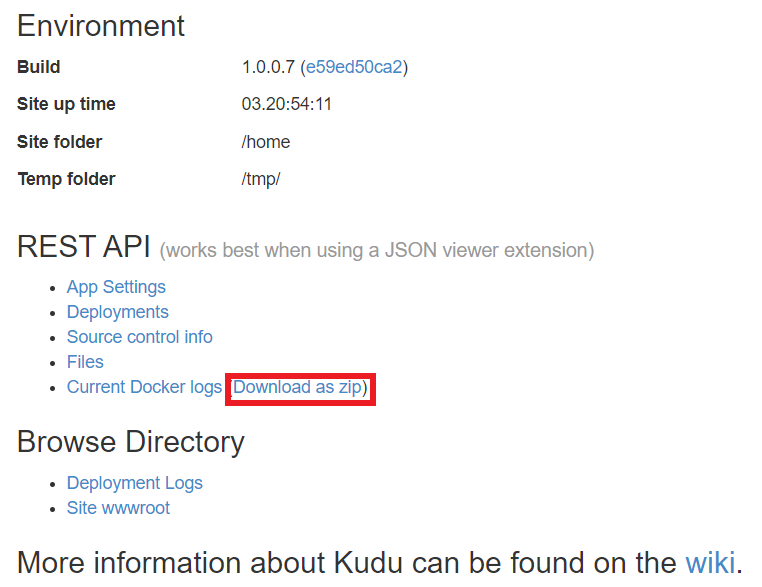 Environment
Build 1.0.0.7 (e59ed50ca2)
Site up time 03.20:54:11
Site folder /home
Temp folder /tmp/
REST API (works best when using a JSON viewer extension)
• App Settings
• Deployments
• Source control info
• Files
• Current Docker logs (Download as zip)
Browse Directory
• Deployment Logs
• Site wwwroot
More information about Kudu can be found on the wiki.